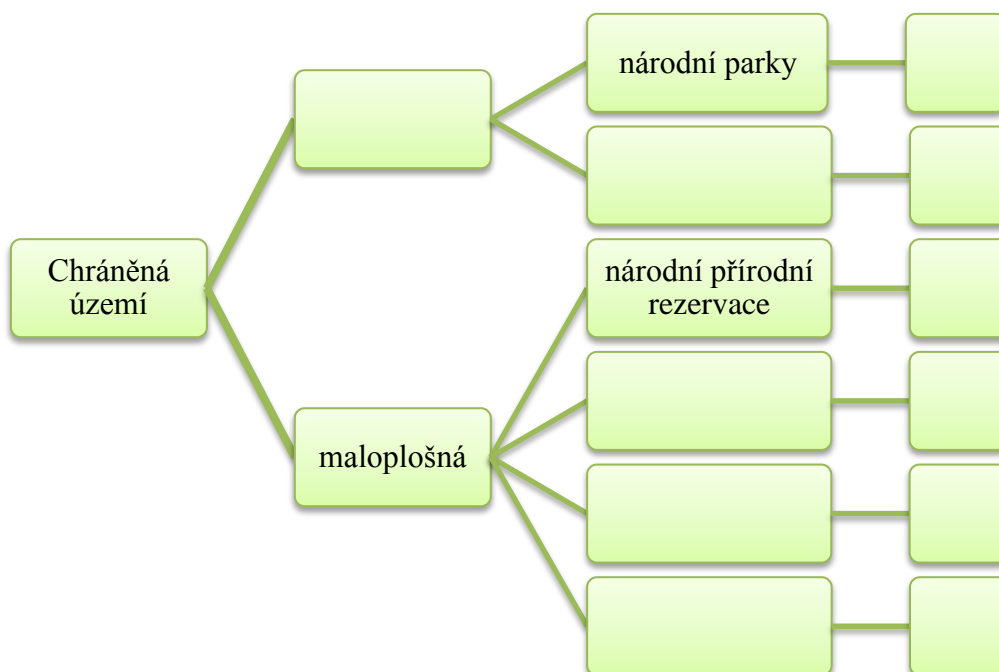 národní parky
Chráněná
území
národní přírodní
rezervace
maloplošná